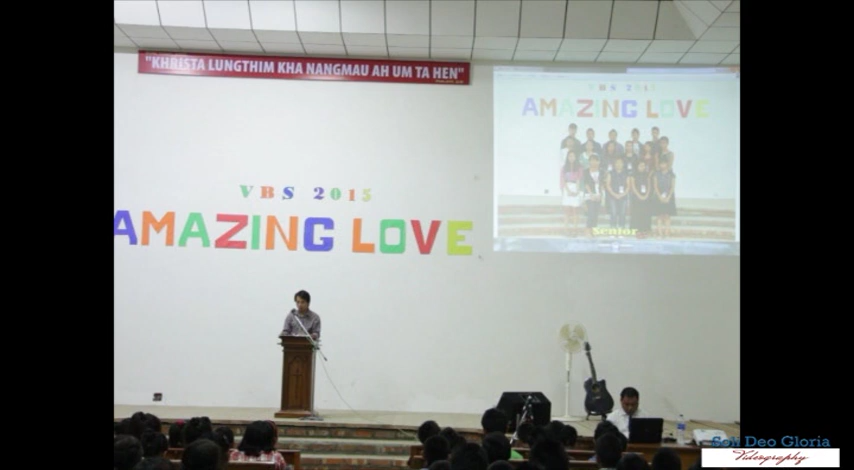 "KHRISTA LUNGTHIM KHA NANGMAU AH UM TA HEN"
VBS 2015
AMAZING LOVE
VBS 2015
AMAZING LOVE
Senior
Soli Deo Gloria
Videography